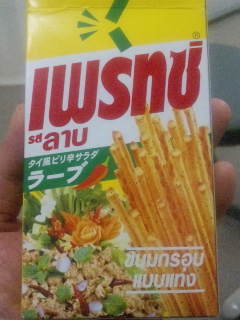 เพรทซ์
รส ลาบ
タイ風ピリ辛サラダ
ラーブ
ขนมกรอบ
แบบแท่ง